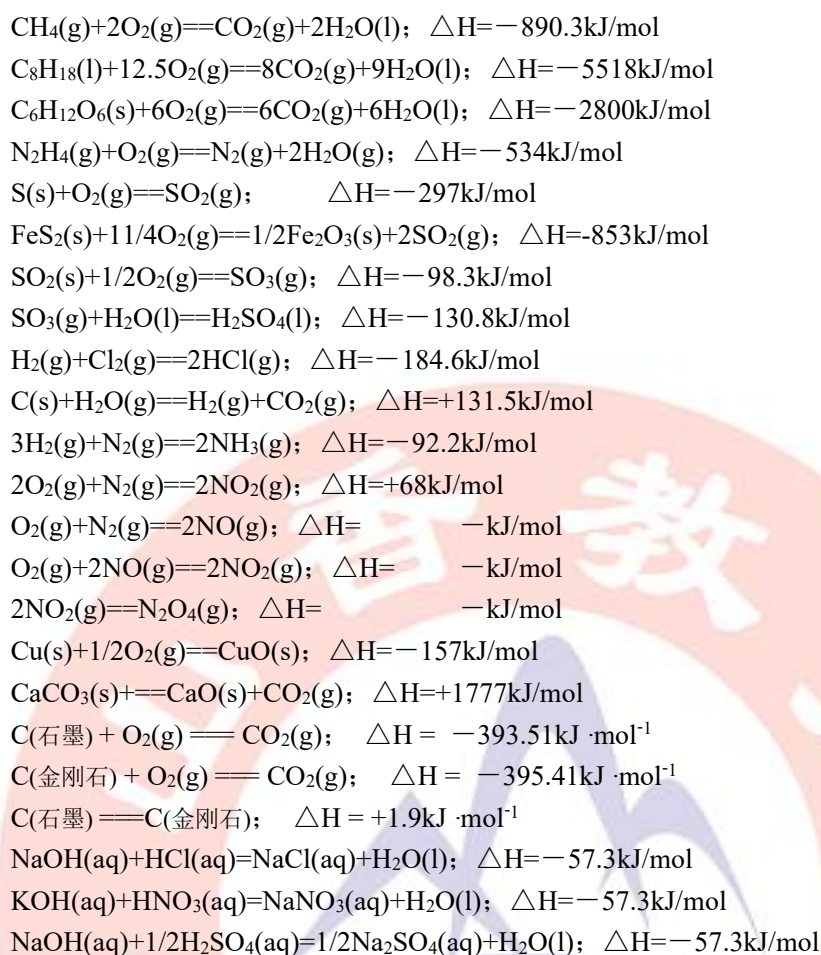 CH₄(g)+2O₂(g)==CO₂(g)+2H₂O(l)；△H=－890.3kJ/mol
C₈H₁₈(l)+12.5O₂(g)==8CO₂(g)+9H₂O(l)；△H=－5518kJ/mol
C₆H₁₂O₆(s)+6O₂(g)==6CO₂(g)+6H₂O(l)；△H=－2800kJ/mol
N₂H₄(g)+O₂(g)==N₂(g)+2H₂O(g)；△H=－534kJ/mol
S(s)+O₂(g)==SO₂(g)； △H=－297kJ/mol
FeS₂(s)+11/4O₂(g)==1/2Fe₂O₃(s)+2SO₂(g)；△H=-853kJ/mol
SO₂(s)+1/2O₂(g)==SO₃(g)；△H=－98.3kJ/mol
SO₃(g)+H₂O(l)==H₂SO₄(l)；△H=－130.8kJ/mol
H₂(g)+Cl₂(g)==2HCl(g)；△H=－184.6kJ/mol
C(s)+H₂O(g)==H₂(g)+CO₂(g)；△H=+131.5kJ/mol
3H₂(g)+N₂(g)==2NH₃(g)；△H=－92.2kJ/mol
2O₂(g)+N₂(g)==2NO₂(g)；△H=+68kJ/mol
O₂(g)+N₂(g)==2NO(g)；△H= －kJ/mol
O₂(g)+2NO(g)==2NO₂(g)；△H= －kJ/mol
2NO₂(g)==N₂O₄(g)；△H= －kJ/mol
Cu(s)+1/2O₂(g)==CuO(s)；△H=－157kJ/mol
CaCO₃(s)+==CaO(s)+CO₂(g)；△H=+1777kJ/mol
C(石墨) + O₂(g) === CO₂(g)； △H = －393.51kJ ·mol⁻¹
C(金刚石) + O₂(g) === CO₂(g)； △H = －395.41kJ ·mol⁻¹
C(石墨) ===C(金刚石)； △H = +1.9kJ ·mol⁻¹
NaOH(aq)+HCl(aq)=NaCl(aq)+H₂O(l)；△H=－57.3kJ/mol
KOH(aq)+HNO₃(aq)=NaNO₃(aq)+H₂O(l)；△H=－57.3kJ/mol
NaOH(aq)+1/2H₂SO₄(aq)=1/2Na₂SO₄(aq)+H₂O(l)；△H=－57.3kJ/mol
香教